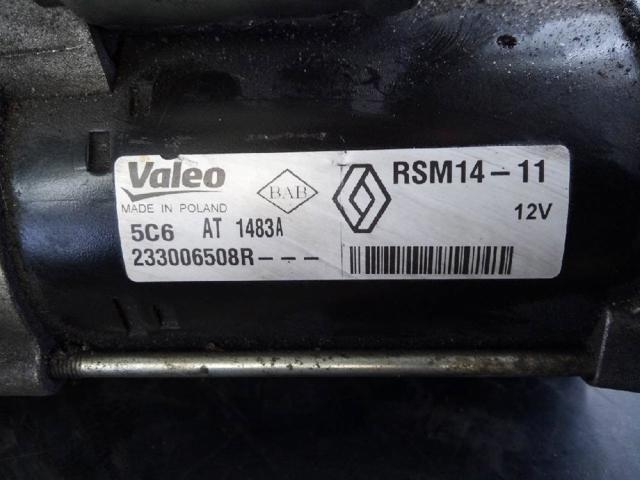 Valeo
MADE IN POLAND
BAB
RSM14-11
12V
5C6 AT 1483A
233006508R---